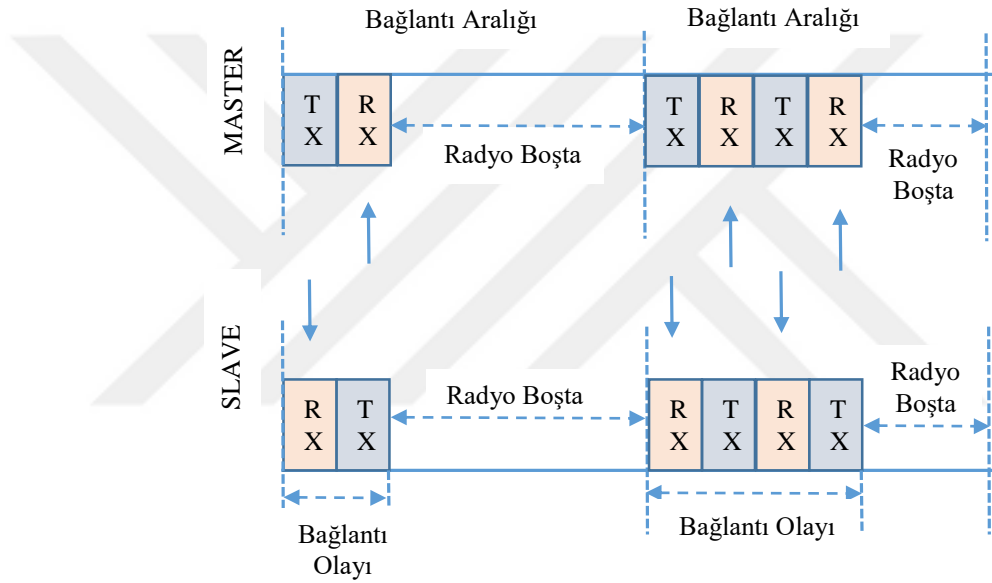 Bağlantı Aralığı
Bağlantı Aralığı
MASTER
T
X
R
X
Radyo Boşta
T
X
R
X
T
X
R
X
Radyo
Boşta
SLAVE
R
X
T
X
Radyo Boşta
R
X
T
X
R
X
T
X
Radyo
Boşta
Bağlantı
Olayı
Bağlantı Olayı